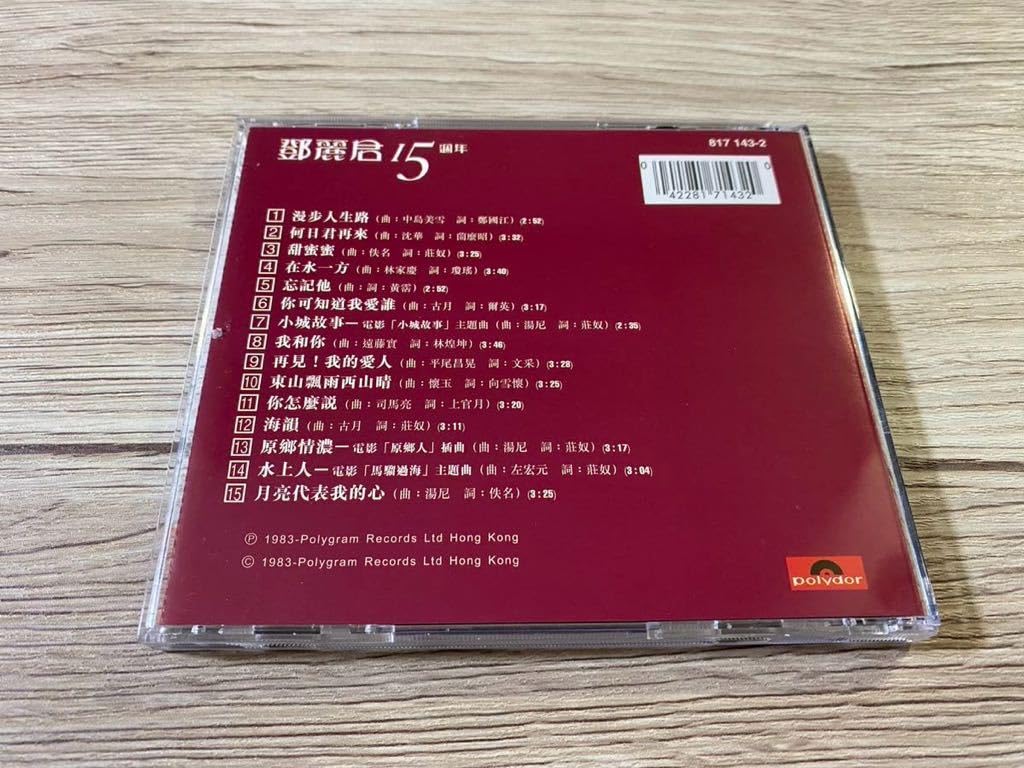 鄧麗君15週年
817 143-2
0 42281 71432 0
1 漫步人生路 (曲：中島美雪 詞：鄭國江) (2:52)
2 何日君再來 (曲：沈華 詞：藺麼昭) (3:32)
3 甜蜜蜜 (曲：佚名 詞：莊奴) (3:25)
4 在水一方 (曲：林家慶 詞：瓊瑤) (3:40)
5 忘記他 (曲：詞：黃霑) (2:52)
6 你可知道我愛誰 (曲：古月 詞：爾英) (3:17)
7 小城故事－電影「小城故事」主題曲 (曲：湯尼 詞：莊奴) (2:35)
8 我和你 (曲：遠藤實 詞：林煌坤) (3:46)
9 再見！我的愛人 (曲：平尾昌晃 詞：文采) (3:28)
10 東山飄雨西山晴 (曲：懷玉 詞：向雪懷) (3:25)
11 你怎麼説 (曲：司馬亮 詞：上官月) (3:20)
12 海韻 (曲：古月 詞：莊奴) (3:11)
13 原鄉情濃－電影「原鄉人」插曲 (曲：湯尼 詞：莊奴) (3:17)
14 水上人－電影「馬騮過海」主題曲 (曲：左宏元 詞：莊奴) (3:04)
15 月亮代表我的心 (曲：湯尼 詞：佚名) (3:25)
Ⓟ 1983-Polygram Records Ltd Hong Kong
© 1983-Polygram Records Ltd Hong Kong
polydor